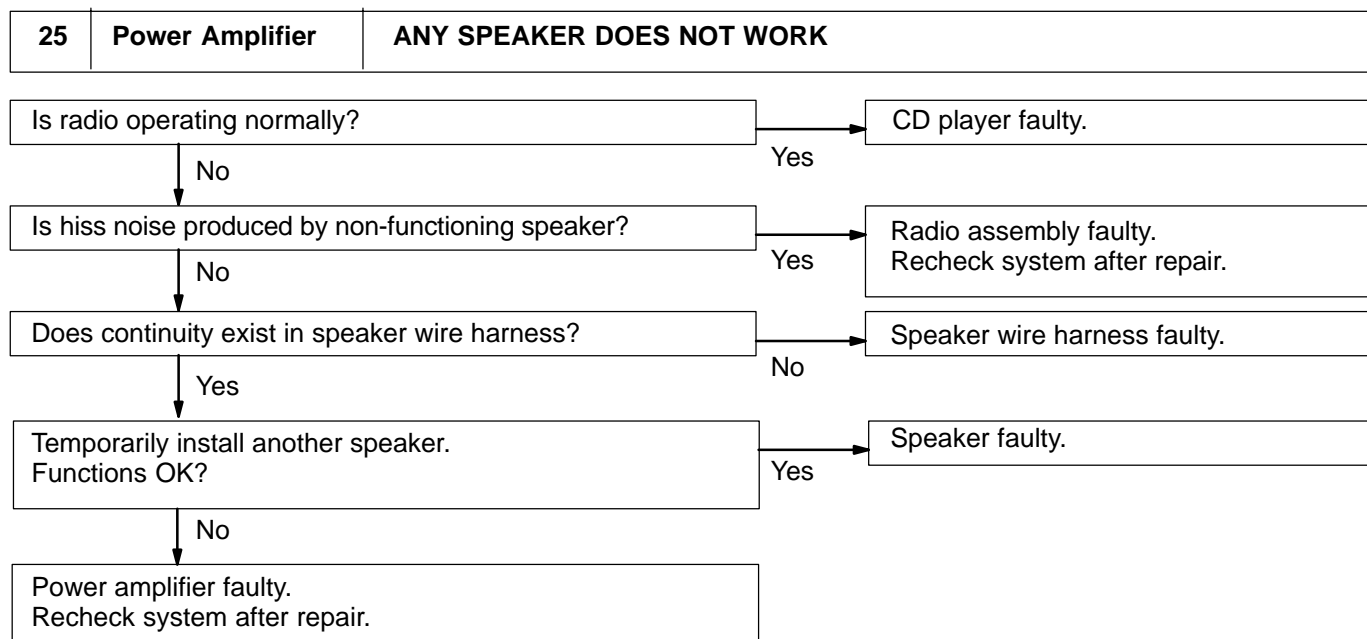 25 Power Amplifier ANY SPEAKER DOES NOT WORK
Is radio operating normally?
Yes
CD player faulty.
No
Is hiss noise produced by non-functioning speaker?
Yes
Radio assembly faulty.
Recheck system after repair.
No
Does continuity exist in speaker wire harness?
No
Speaker wire harness faulty.
Yes
Temporarily install another speaker.
Functions OK?
Yes
Speaker faulty.
No
Power amplifier faulty.
Recheck system after repair.